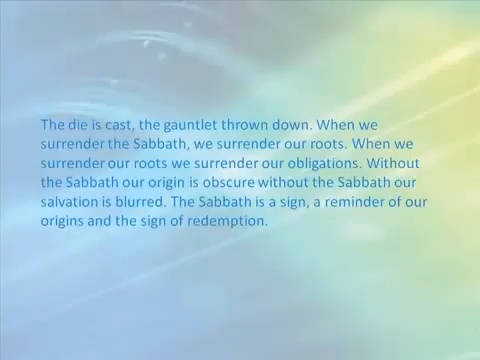 The die is cast, the gauntlet thrown down. When we
surrender the Sabbath, we surrender our roots. When we
surrender our roots we surrender our obligations. Without
the Sabbath our origin is obscure without the Sabbath our
salvation is blurred. The Sabbath is a sign, a reminder of our
origins and the sign of redemption.